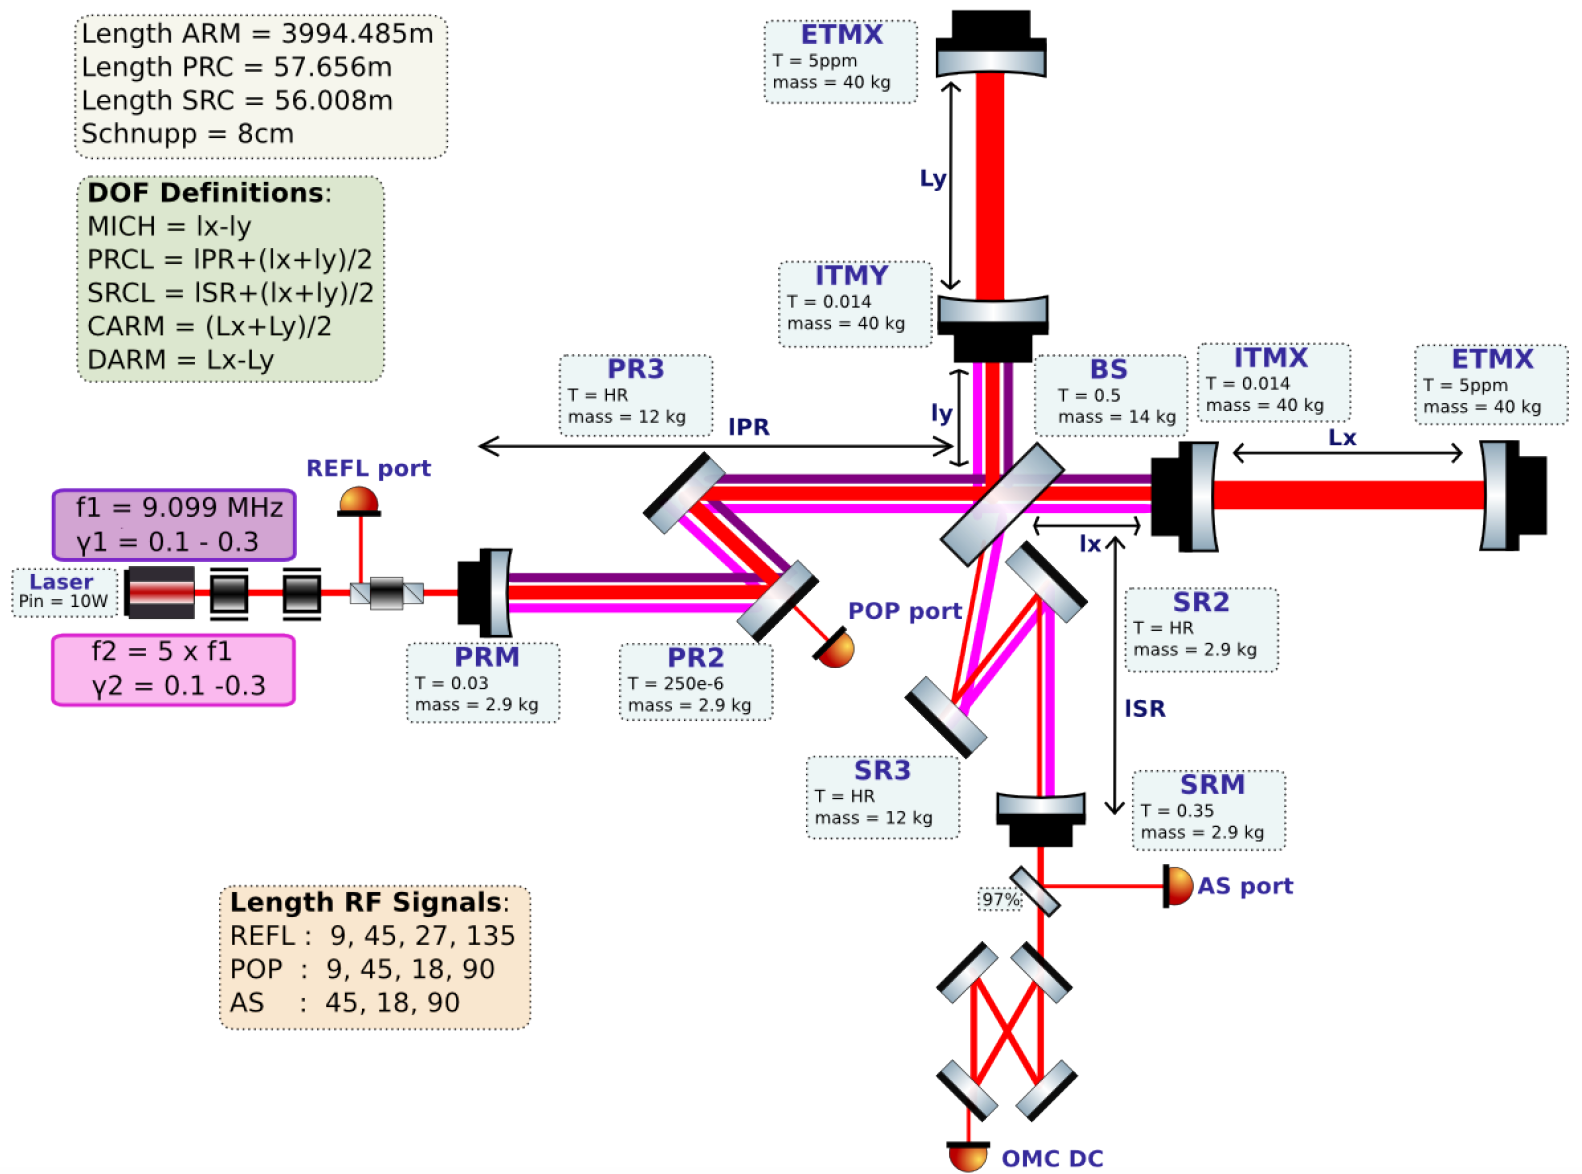 Length ARM = 3994.485m
Length PRC = 57.656m
Length SRC = 56.008m
Schnupp = 8cm
DOF Definitions:
MICH = lx-ly
PRCL = lPR+(lx+ly)/2
SRCL = lSR+(lx+ly)/2
CARM = (Lx+Ly)/2
DARM = Lx-Ly
ETMX
T = 5ppm
mass = 40 kg
Ly
ITMY
T = 0.014
mass = 40 kg
PR3
T = HR
mass = 12 kg
lPR
ly
BS
T = 0.5
mass = 14 kg
ITMX
T = 0.014
mass = 40 kg
ETMX
T = 5ppm
mass = 40 kg
Lx
lx
REFL port
f1 = 9.099 MHz
γ1 = 0.1 - 0.3
Laser
Pin = 10W
f2 = 5 x f1
γ2 = 0.1 -0.3
PRM
T = 0.03
mass = 2.9 kg
PR2
T = 250e-6
mass = 2.9 kg
POP port
SR2
T = HR
mass = 2.9 kg
lSR
SR3
T = HR
mass = 12 kg
SRM
T = 0.35
mass = 2.9 kg
97%
AS port
Length RF Signals:
REFL : 9, 45, 27, 135
POP : 9, 45, 18, 90
AS : 45, 18, 90
OMC DC